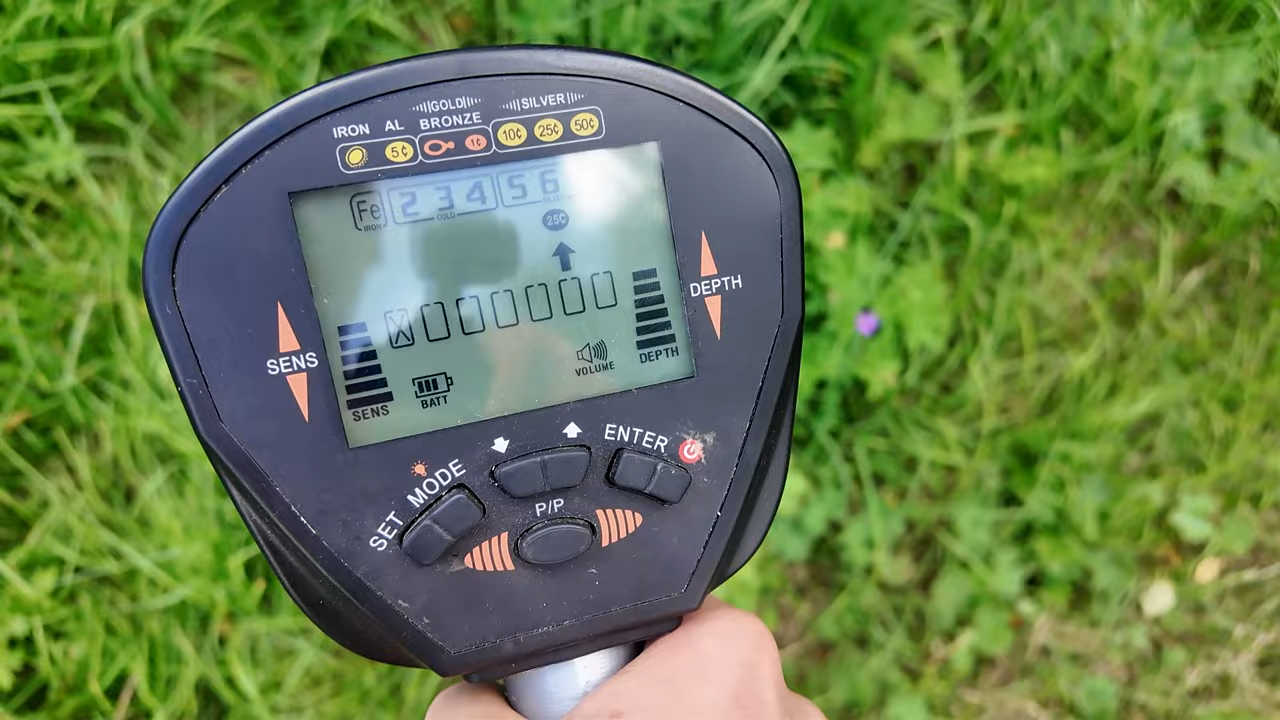 GOLD SILVER
IRON AL BRONZE
5¢ 1¢ 10¢ 25¢ 50¢
Fe 2 3 4 5 6
IRON
25¢
X
SENS
DEPTH
SENS
BATT
VOLUME
DEPTH
SET MODE
ENTER
P/P